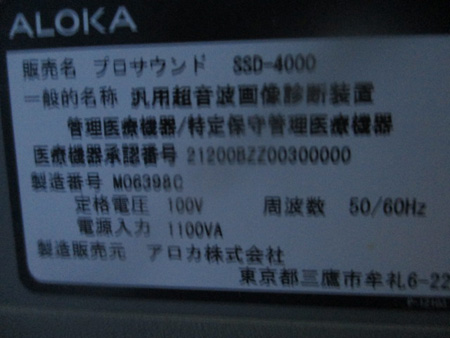 ALOKA
販売名 プロサウンド SSD-4000
一般的名称 汎用超音波画像診断装置
管理医療機器/特定保守管理医療機器
医療機器承認番号 21200BZZ00300000
製造番号 M06398C
定格電圧 100V 周波数 50/60Hz
電源入力 1100VA
製造販売元 アロカ株式会社
東京都三鷹市牟礼6-22